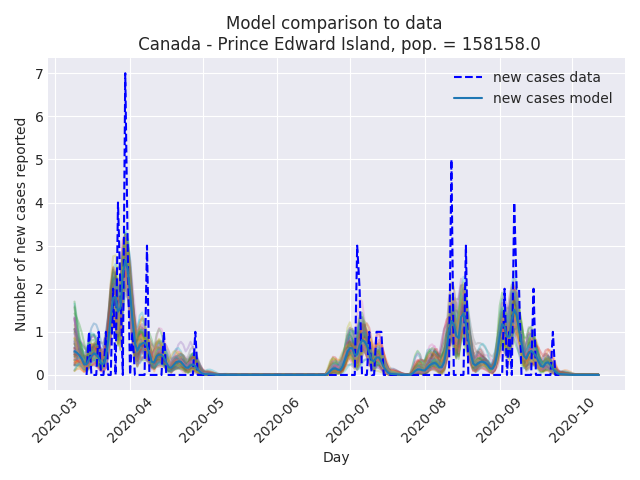 Model comparison to data
Canada - Prince Edward Island, pop. = 158158.0
Number of new cases reported
7
6
5
4
3
2
1
0
new cases data
new cases model
2020-03
2020-04
2020-05
2020-06
2020-07
2020-08
2020-09
2020-10
Day